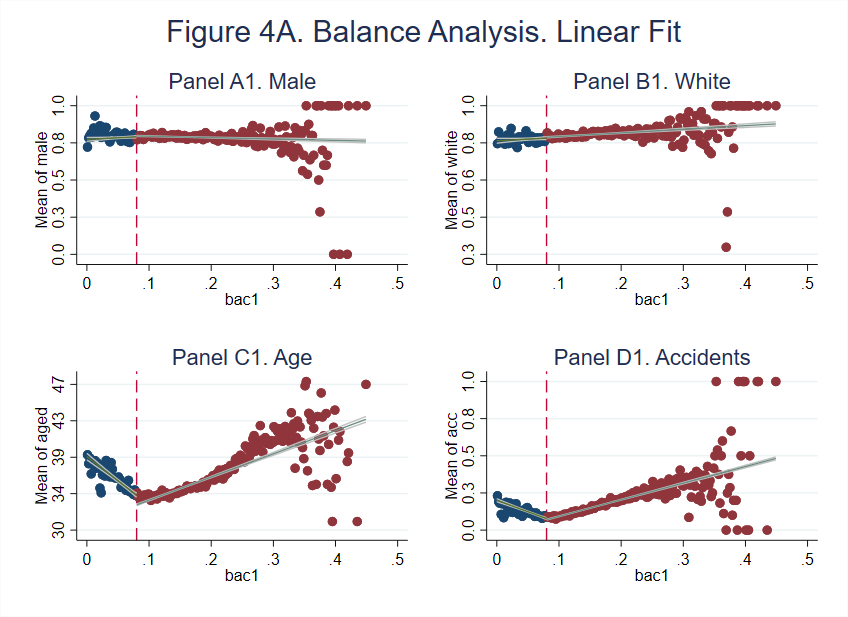 Figure 4A. Balance Analysis. Linear Fit
Panel A1. Male
Mean of male
1.0
0.8
0.5
0.3
0.0
0 .1 .2 .3 .4 .5
bac1
Panel B1. White
Mean of white
1.0
0.8
0.6
0.5
0.3
0 .1 .2 .3 .4 .5
bac1
Panel C1. Age
Mean of aged
47
43
39
34
30
0 .1 .2 .3 .4 .5
bac1
Panel D1. Accidents
Mean of acc
1.0
0.8
0.5
0.3
0.0
0 .1 .2 .3 .4 .5
bac1